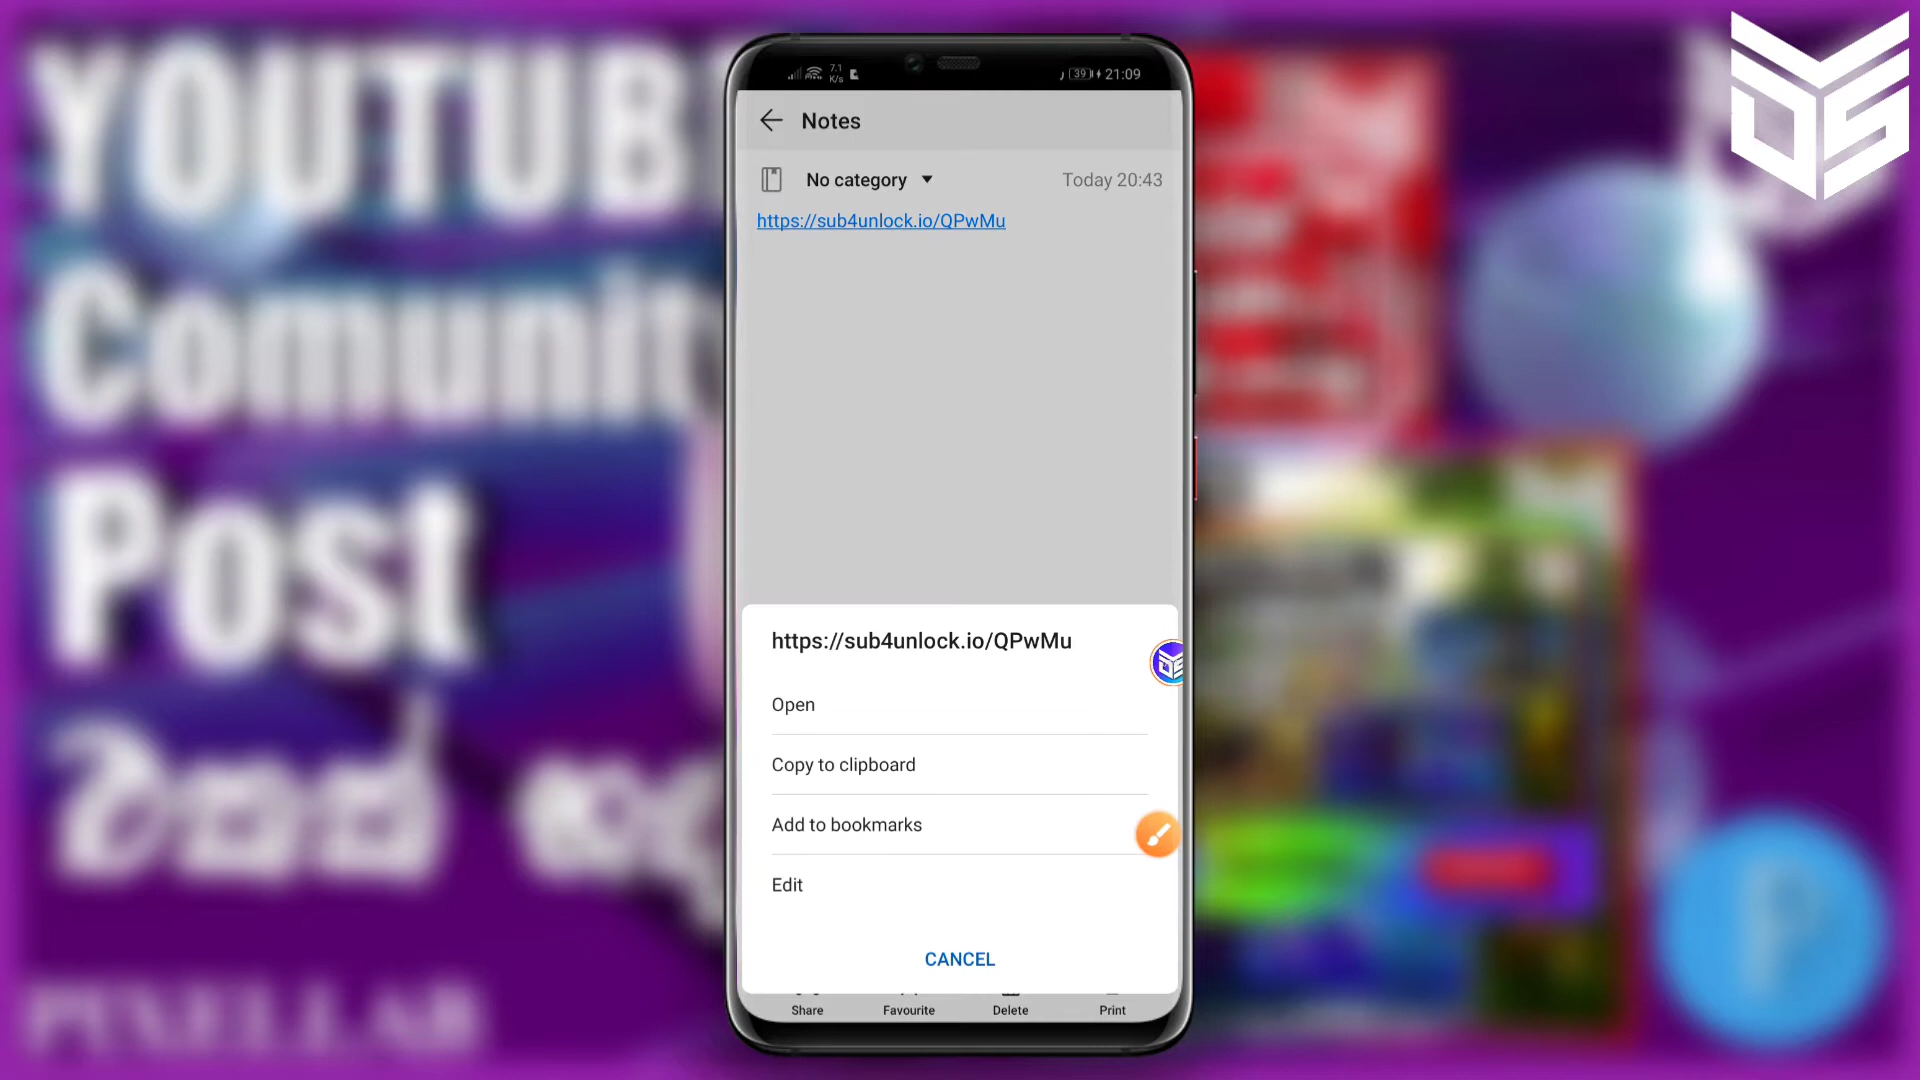 YOUTUB
Comunit
Post
PIXELLAB
7.1
K/s
39
21:09
Notes
No category
Today 20:43
https://sub4unlock.io/QPwMu
https://sub4unlock.io/QPwMu
Open
Copy to clipboard
Add to bookmarks
Edit
CANCEL
Share
Favourite
Delete
Print